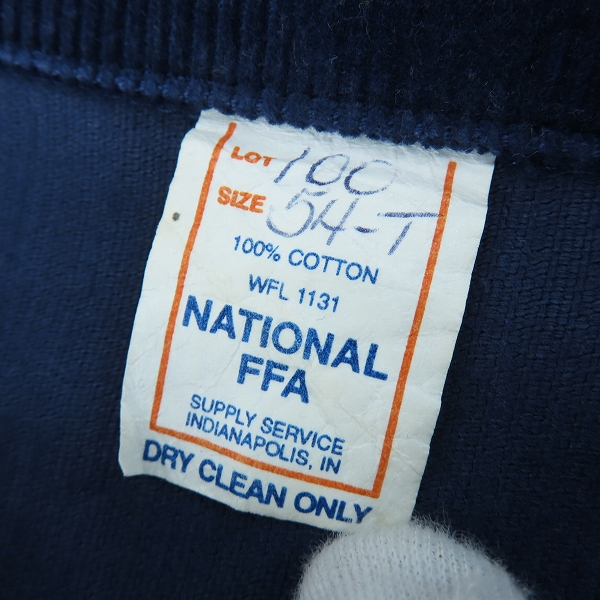 LOT 100
SIZE 54-T
100% COTTON
WFL 1131
NATIONAL
FFA
SUPPLY SERVICE
INDIANAPOLIS, IN
DRY CLEAN ONLY